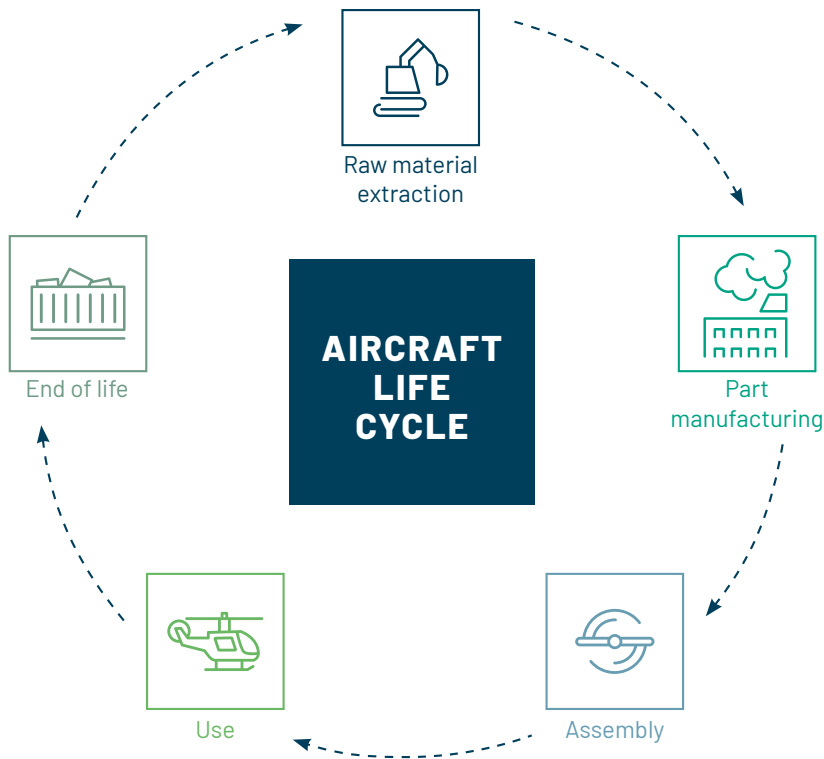 Raw material
extraction
AIRCRAFT
LIFE
CYCLE
End of life
Part
manufacturing
Use
Assembly